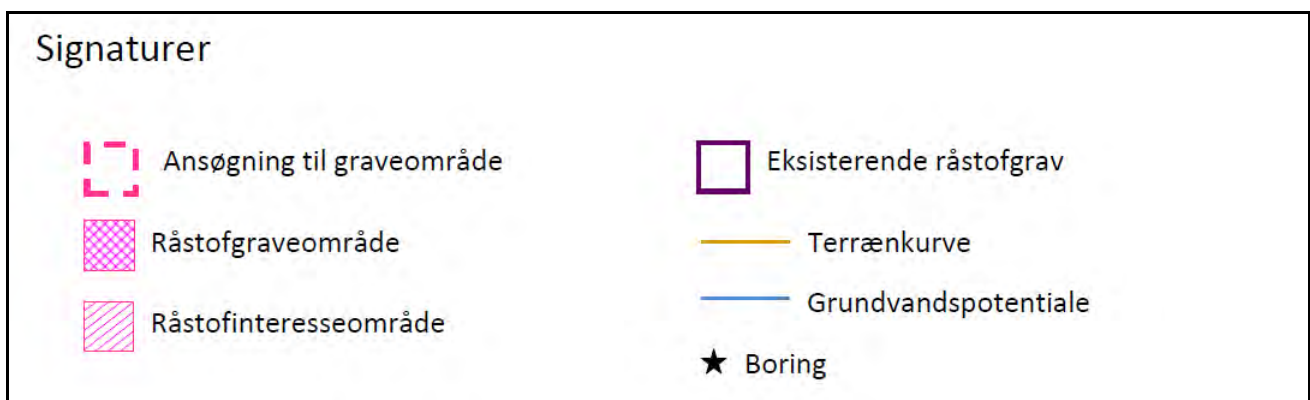 Signaturer
Ansøgning til graveområde
Råstofgraveområde
Råstofinteresseområde
Eksisterende råstofgrav
Terrænkurve
Grundvandspotentiale
Boring